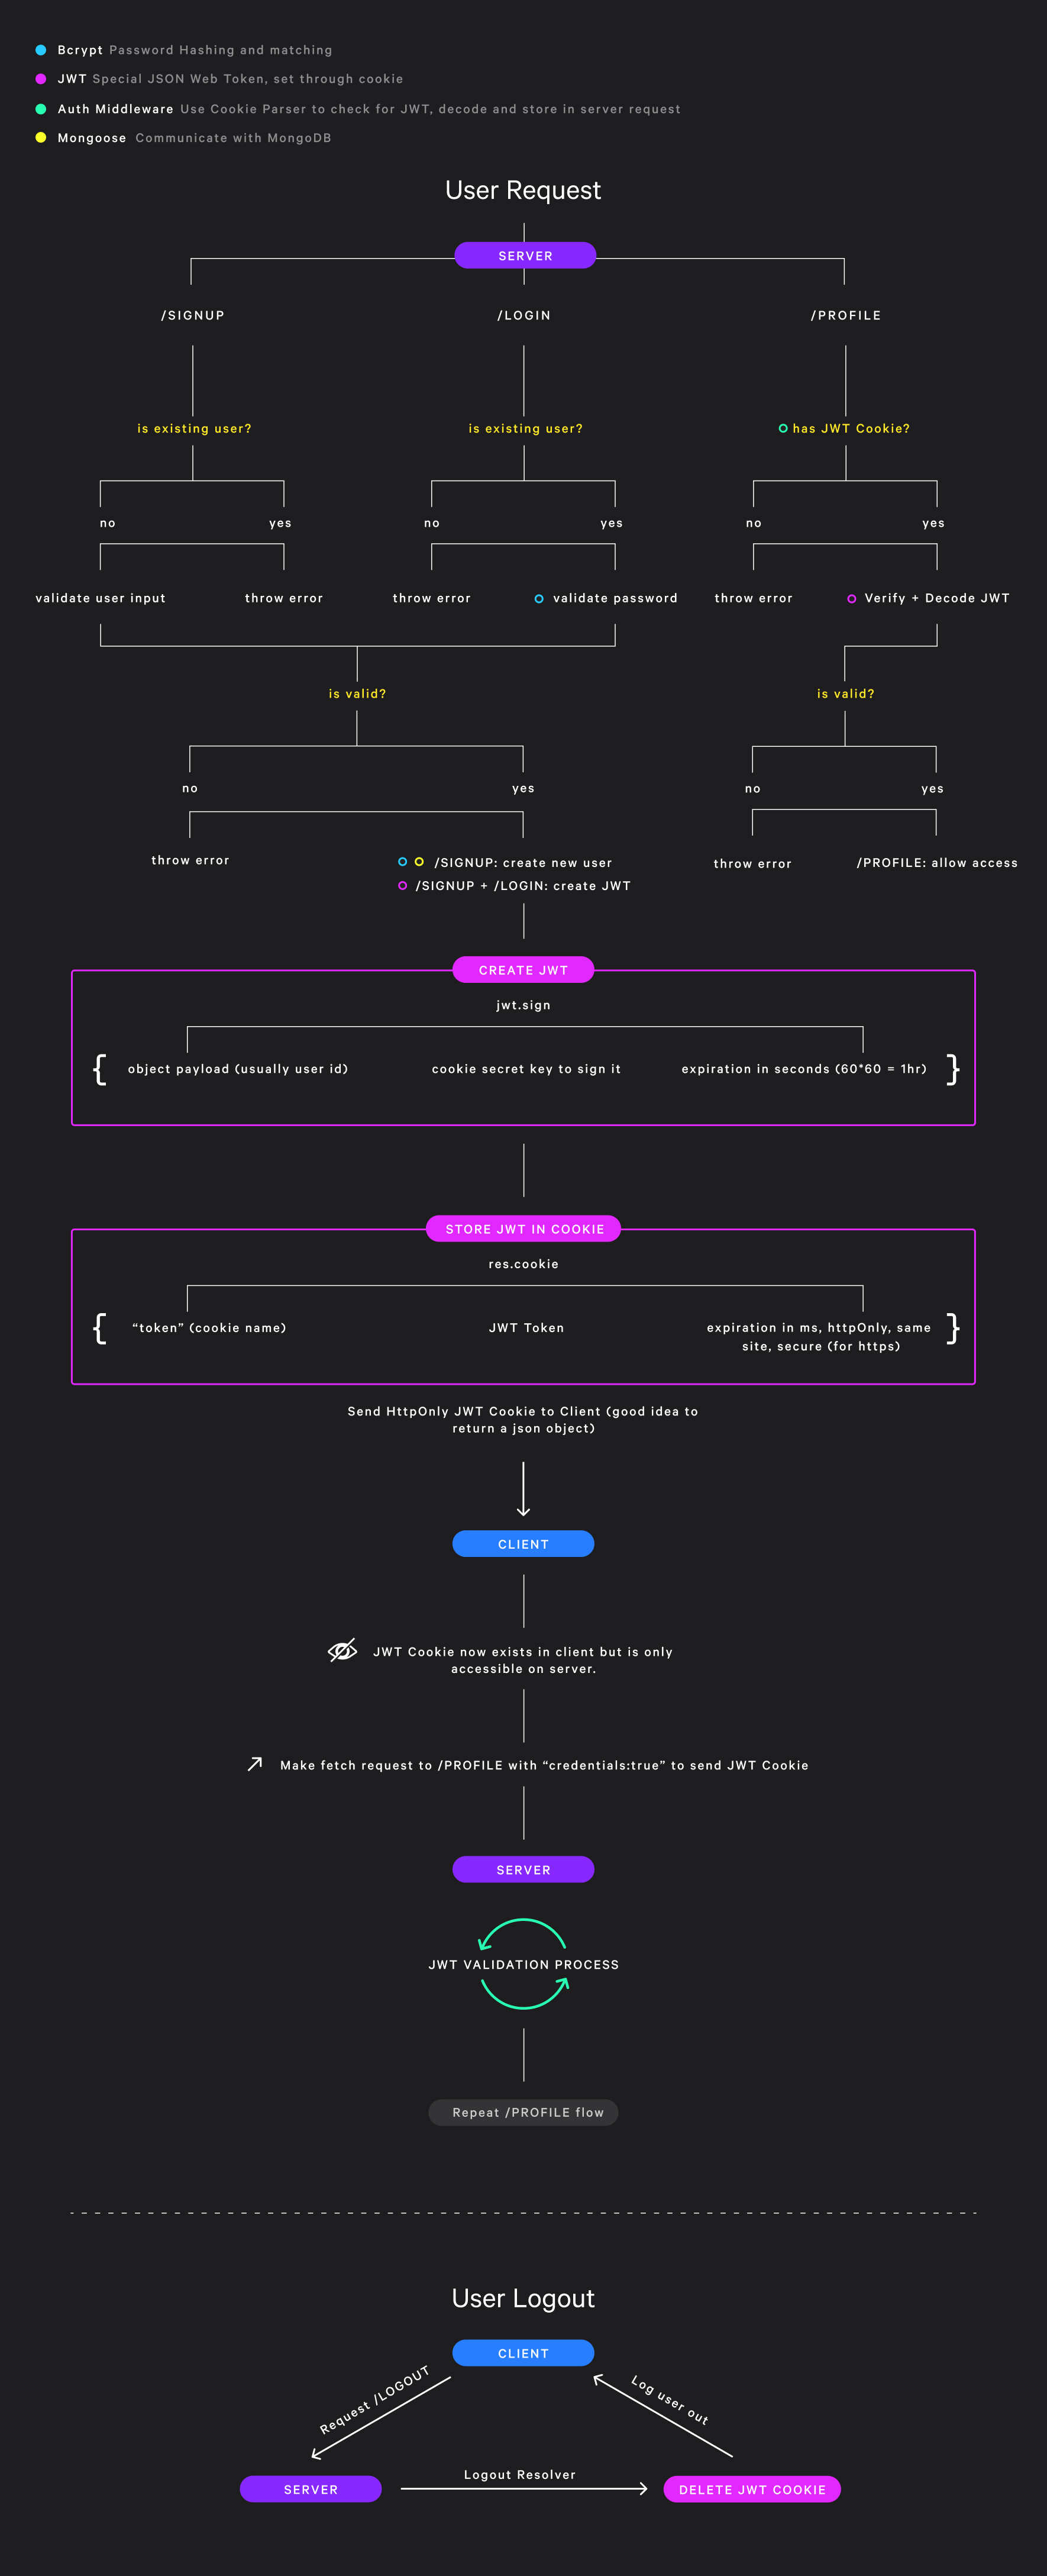 Bcrypt Password Hashing and matching
JWT Special JSON Web Token, set through cookie
Auth Middleware Use Cookie Parser to check for JWT, decode and store in server request
Mongoose Communicate with MongoDB
User Request
SERVER
/SIGNUP /LOGIN /PROFILE
is existing user? is existing user? has JWT Cookie?
no yes no yes no yes
validate user input throw error throw error validate password throw error Verify + Decode JWT
is valid? is valid?
no yes no yes
throw error /SIGNUP: create new user throw error /PROFILE: allow access
/SIGNUP + /LOGIN: create JWT
CREATE JWT
jwt.sign
{ object payload (usually user id) cookie secret key to sign it expiration in seconds (60*60 = 1hr) }
STORE JWT IN COOKIE
res.cookie
{ “token” (cookie name) JWT Token expiration in ms, httpOnly, same }
site, secure (for https)
Send HttpOnly JWT Cookie to Client (good idea to
return a json object)
CLIENT
JWT Cookie now exists in client but is only
accessible on server.
Make fetch request to /PROFILE with “credentials:true” to send JWT Cookie
SERVER
JWT VALIDATION PROCESS
Repeat /PROFILE flow
User Logout
CLIENT
Request /LOGOUT
Log user out
Logout Resolver
SERVER
DELETE JWT COOKIE